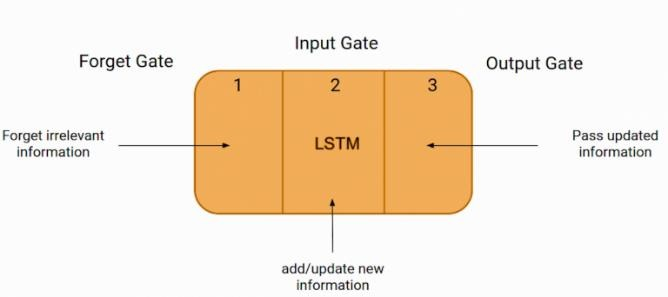 Input Gate
Forget Gate
Output Gate
1
2
3
Forget irrelevant
information
LSTM
Pass updated
information
add/update new
information